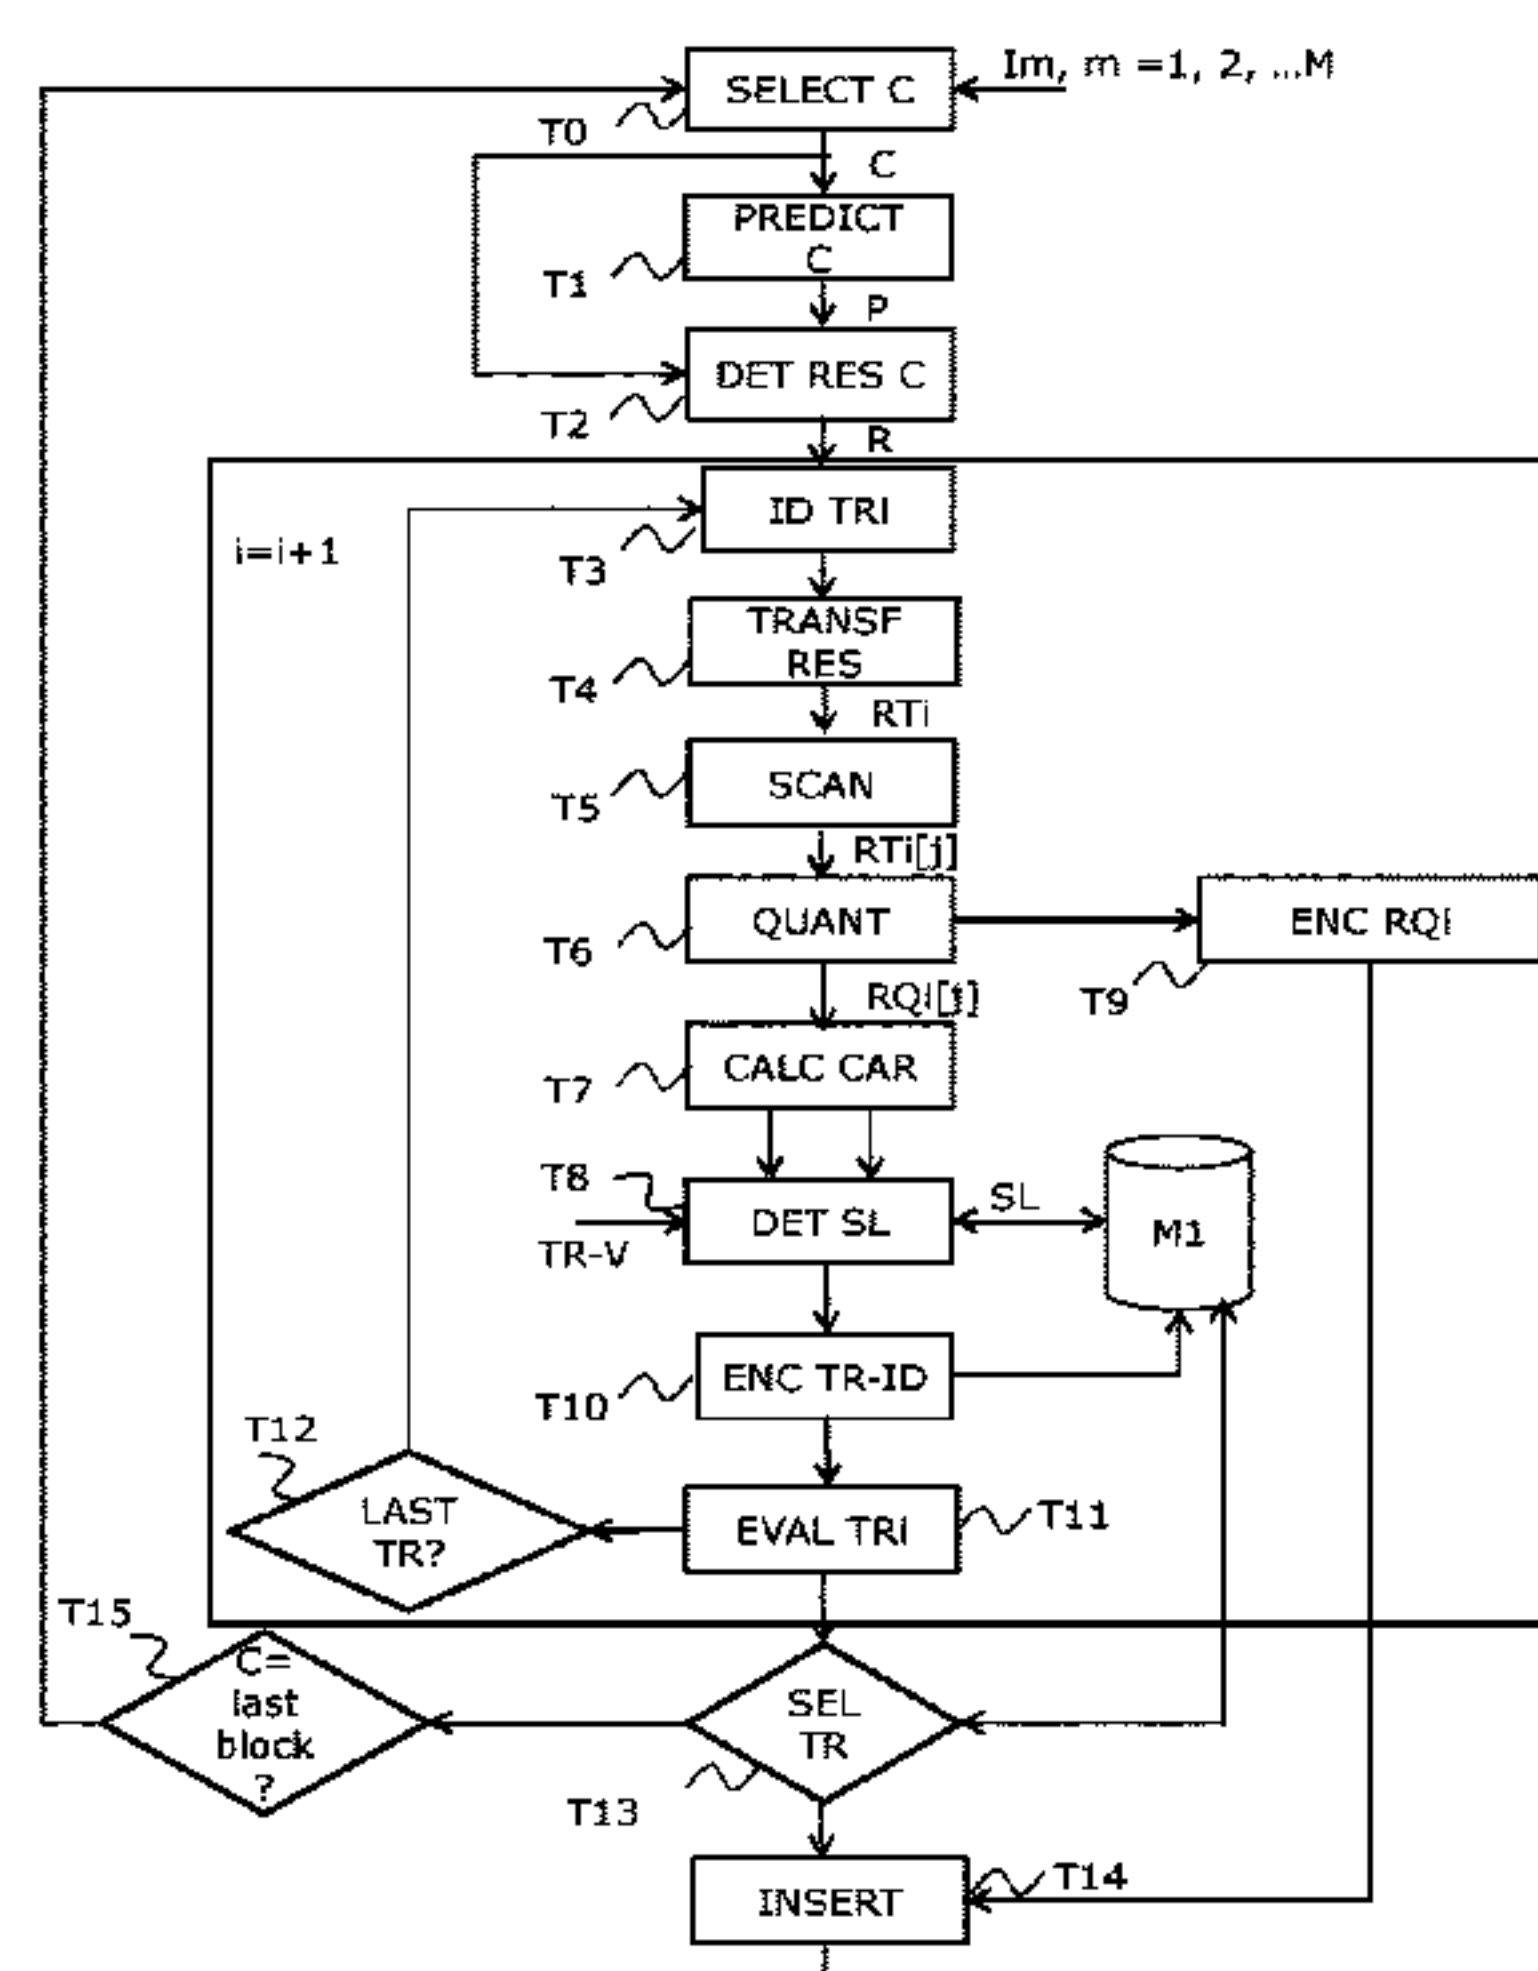 Im, m =1, 2, ...M
SELECT C
T0
C
PREDICT
C
T1
P
DET RES C
T2
R
ID TRI
i=i+1
T3
TRANSF
RES
T4
RTi
SCAN
T5
RTi[j]
QUANT
ENC RQI
T6
T9
RQI[j]
CALC CAR
T7
T8
DET SL
SL
M1
TR-V
ENC TR-ID
T10
T12
LAST
TR?
EVAL TRI
T11
T15
C=
last
block
?
SEL
TR
T13
T14
INSERT